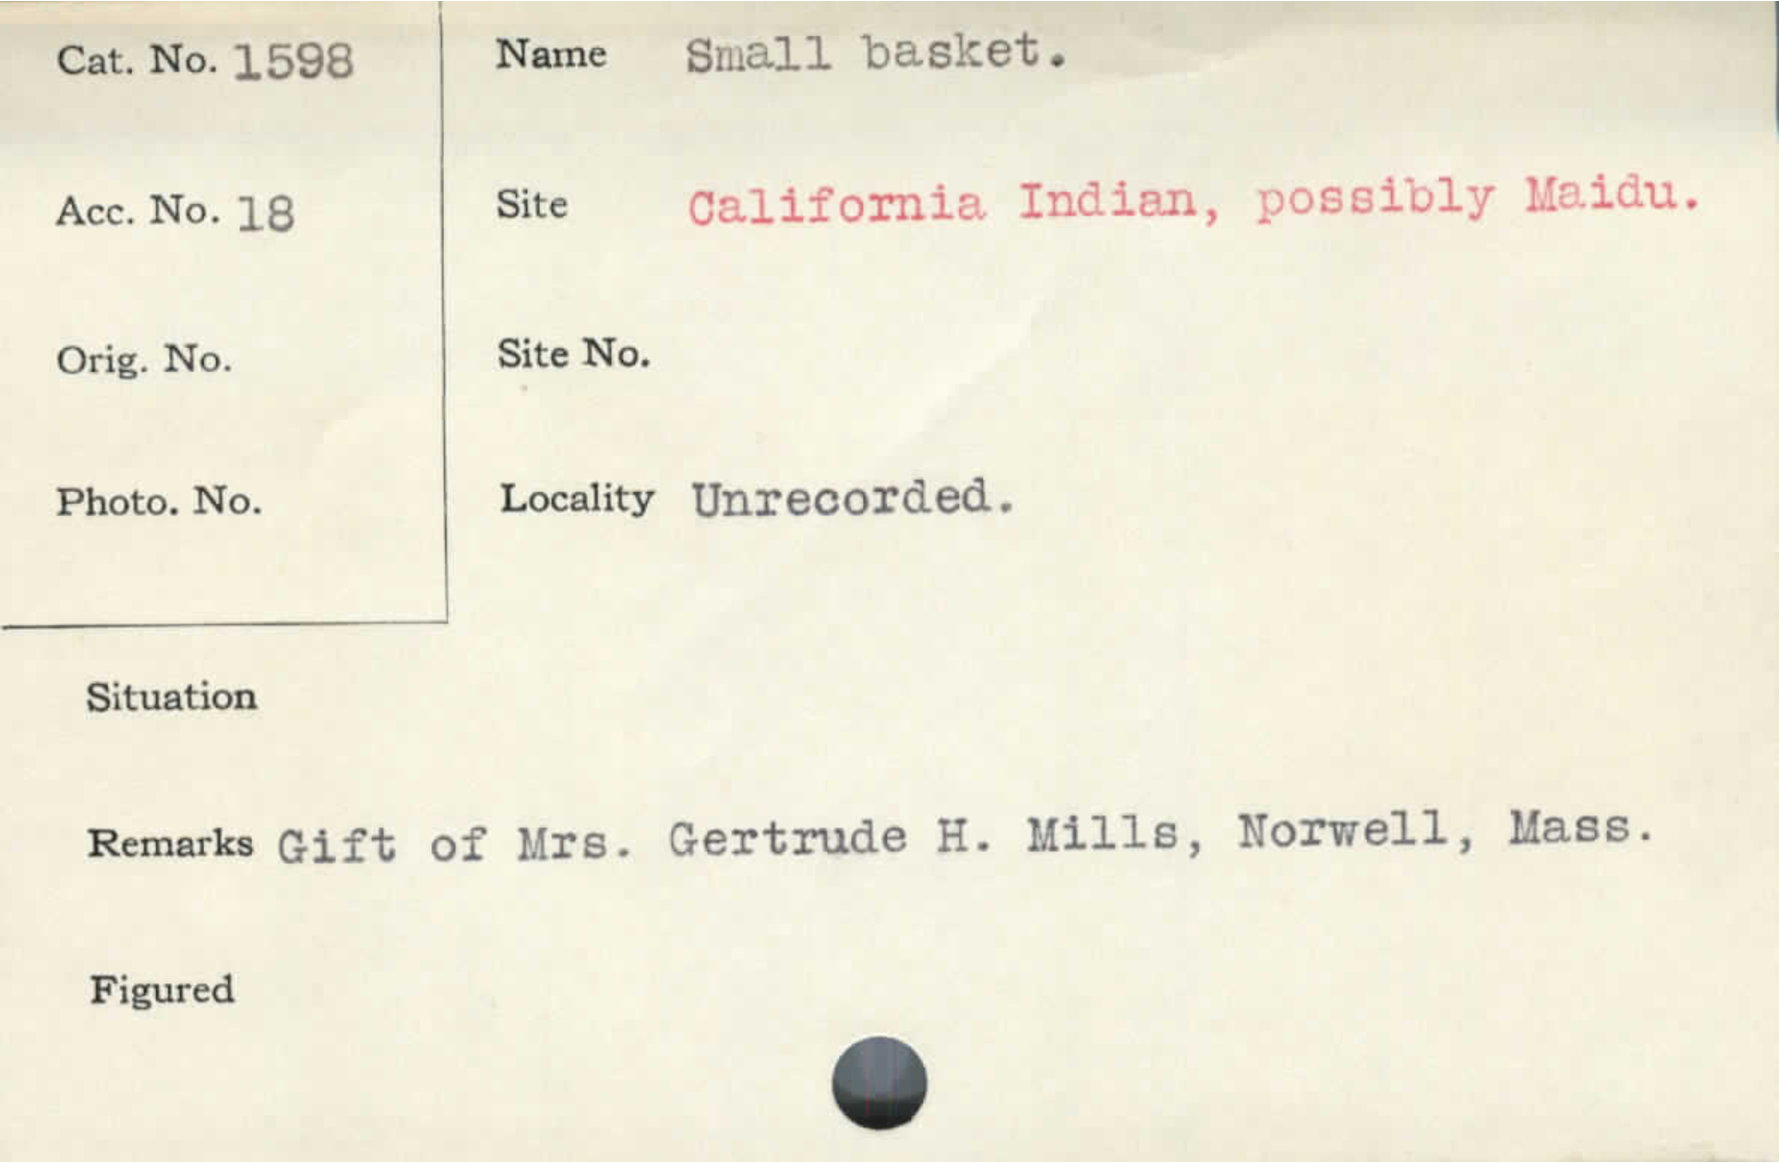 Cat. No. 1598
Name Small basket.
Acc. No. 18
Site California Indian, possibly Maidu.
Orig. No.
Site No.
Photo. No.
Locality Unrecorded.
Situation
Remarks Gift of Mrs. Gertrude H. Mills, Norwell, Mass.
Figured